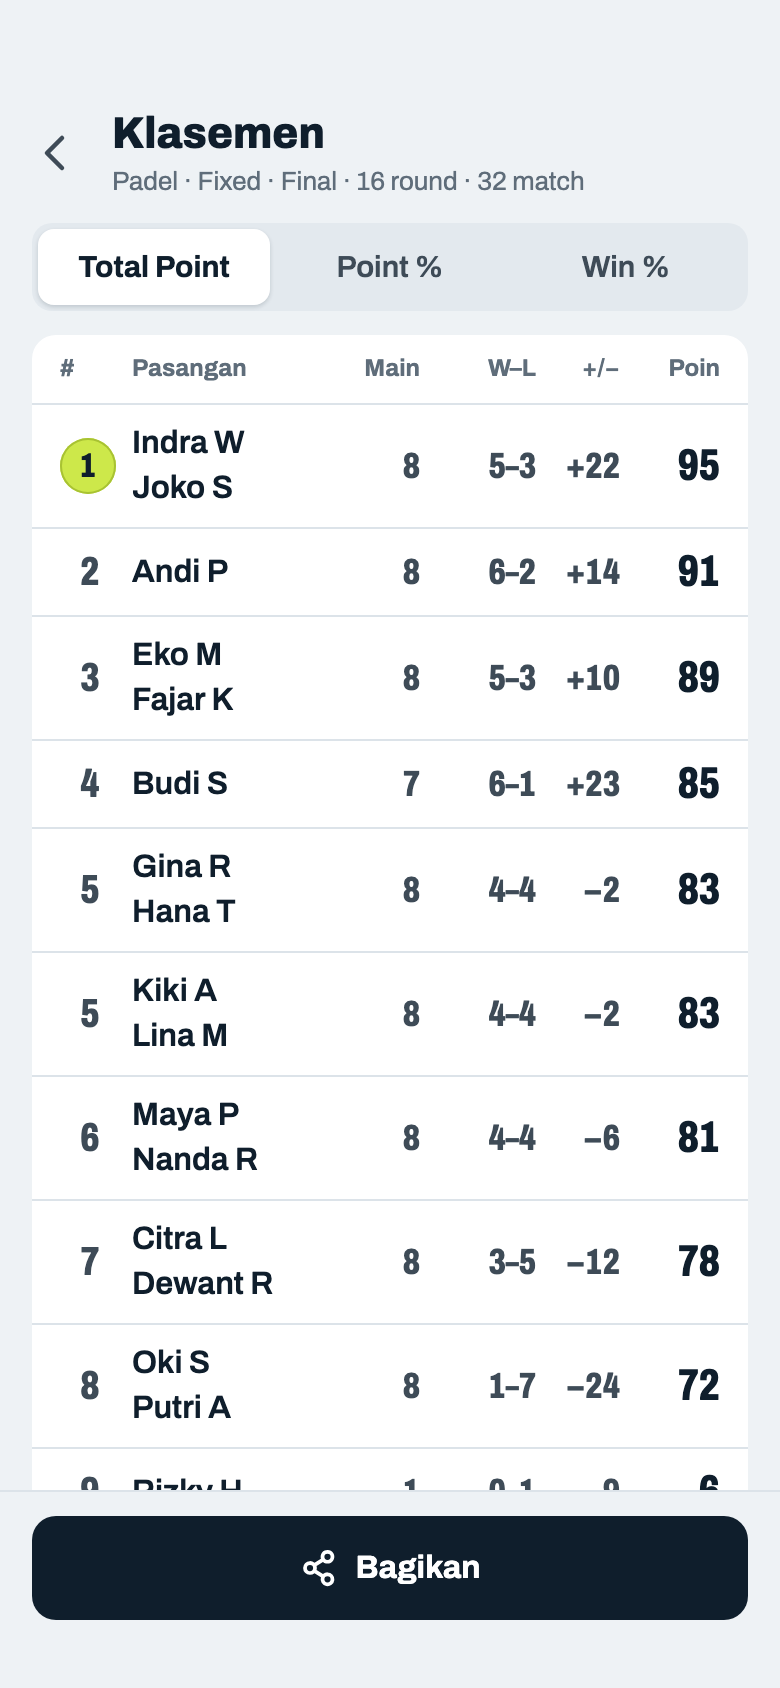 Klasemen
Padel · Fixed · Final · 16 round · 32 match
Total Point Point % Win %
# Pasangan Main W–L +/– Poin
1 Indra W
Joko S 8 5–3 +22 95
2 Andi P 8 6–2 +14 91
3 Eko M
Fajar K 8 5–3 +10 89
4 Budi S 7 6–1 +23 85
5 Gina R
Hana T 8 4–4 –2 83
5 Kiki A
Lina M 8 4–4 –2 83
6 Maya P
Nanda R 8 4–4 –6 81
7 Citra L
Dewant R 8 3–5 –12 78
8 Oki S
Putri A 8 1–7 –24 72
Bagikan